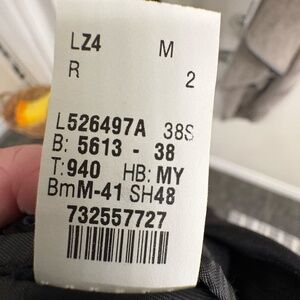 LZ4 M
R 2
L526497A 38S
B: 5613 - 38
T: 940 HB: MY
BmM-41 SH48
732557727